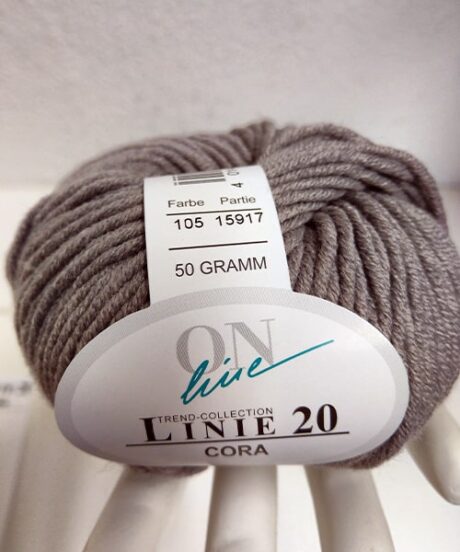 Farbe Partie
105 15917
50 GRAMM
ON
line
TREND-COLLECTION
LINIE 20
CORA